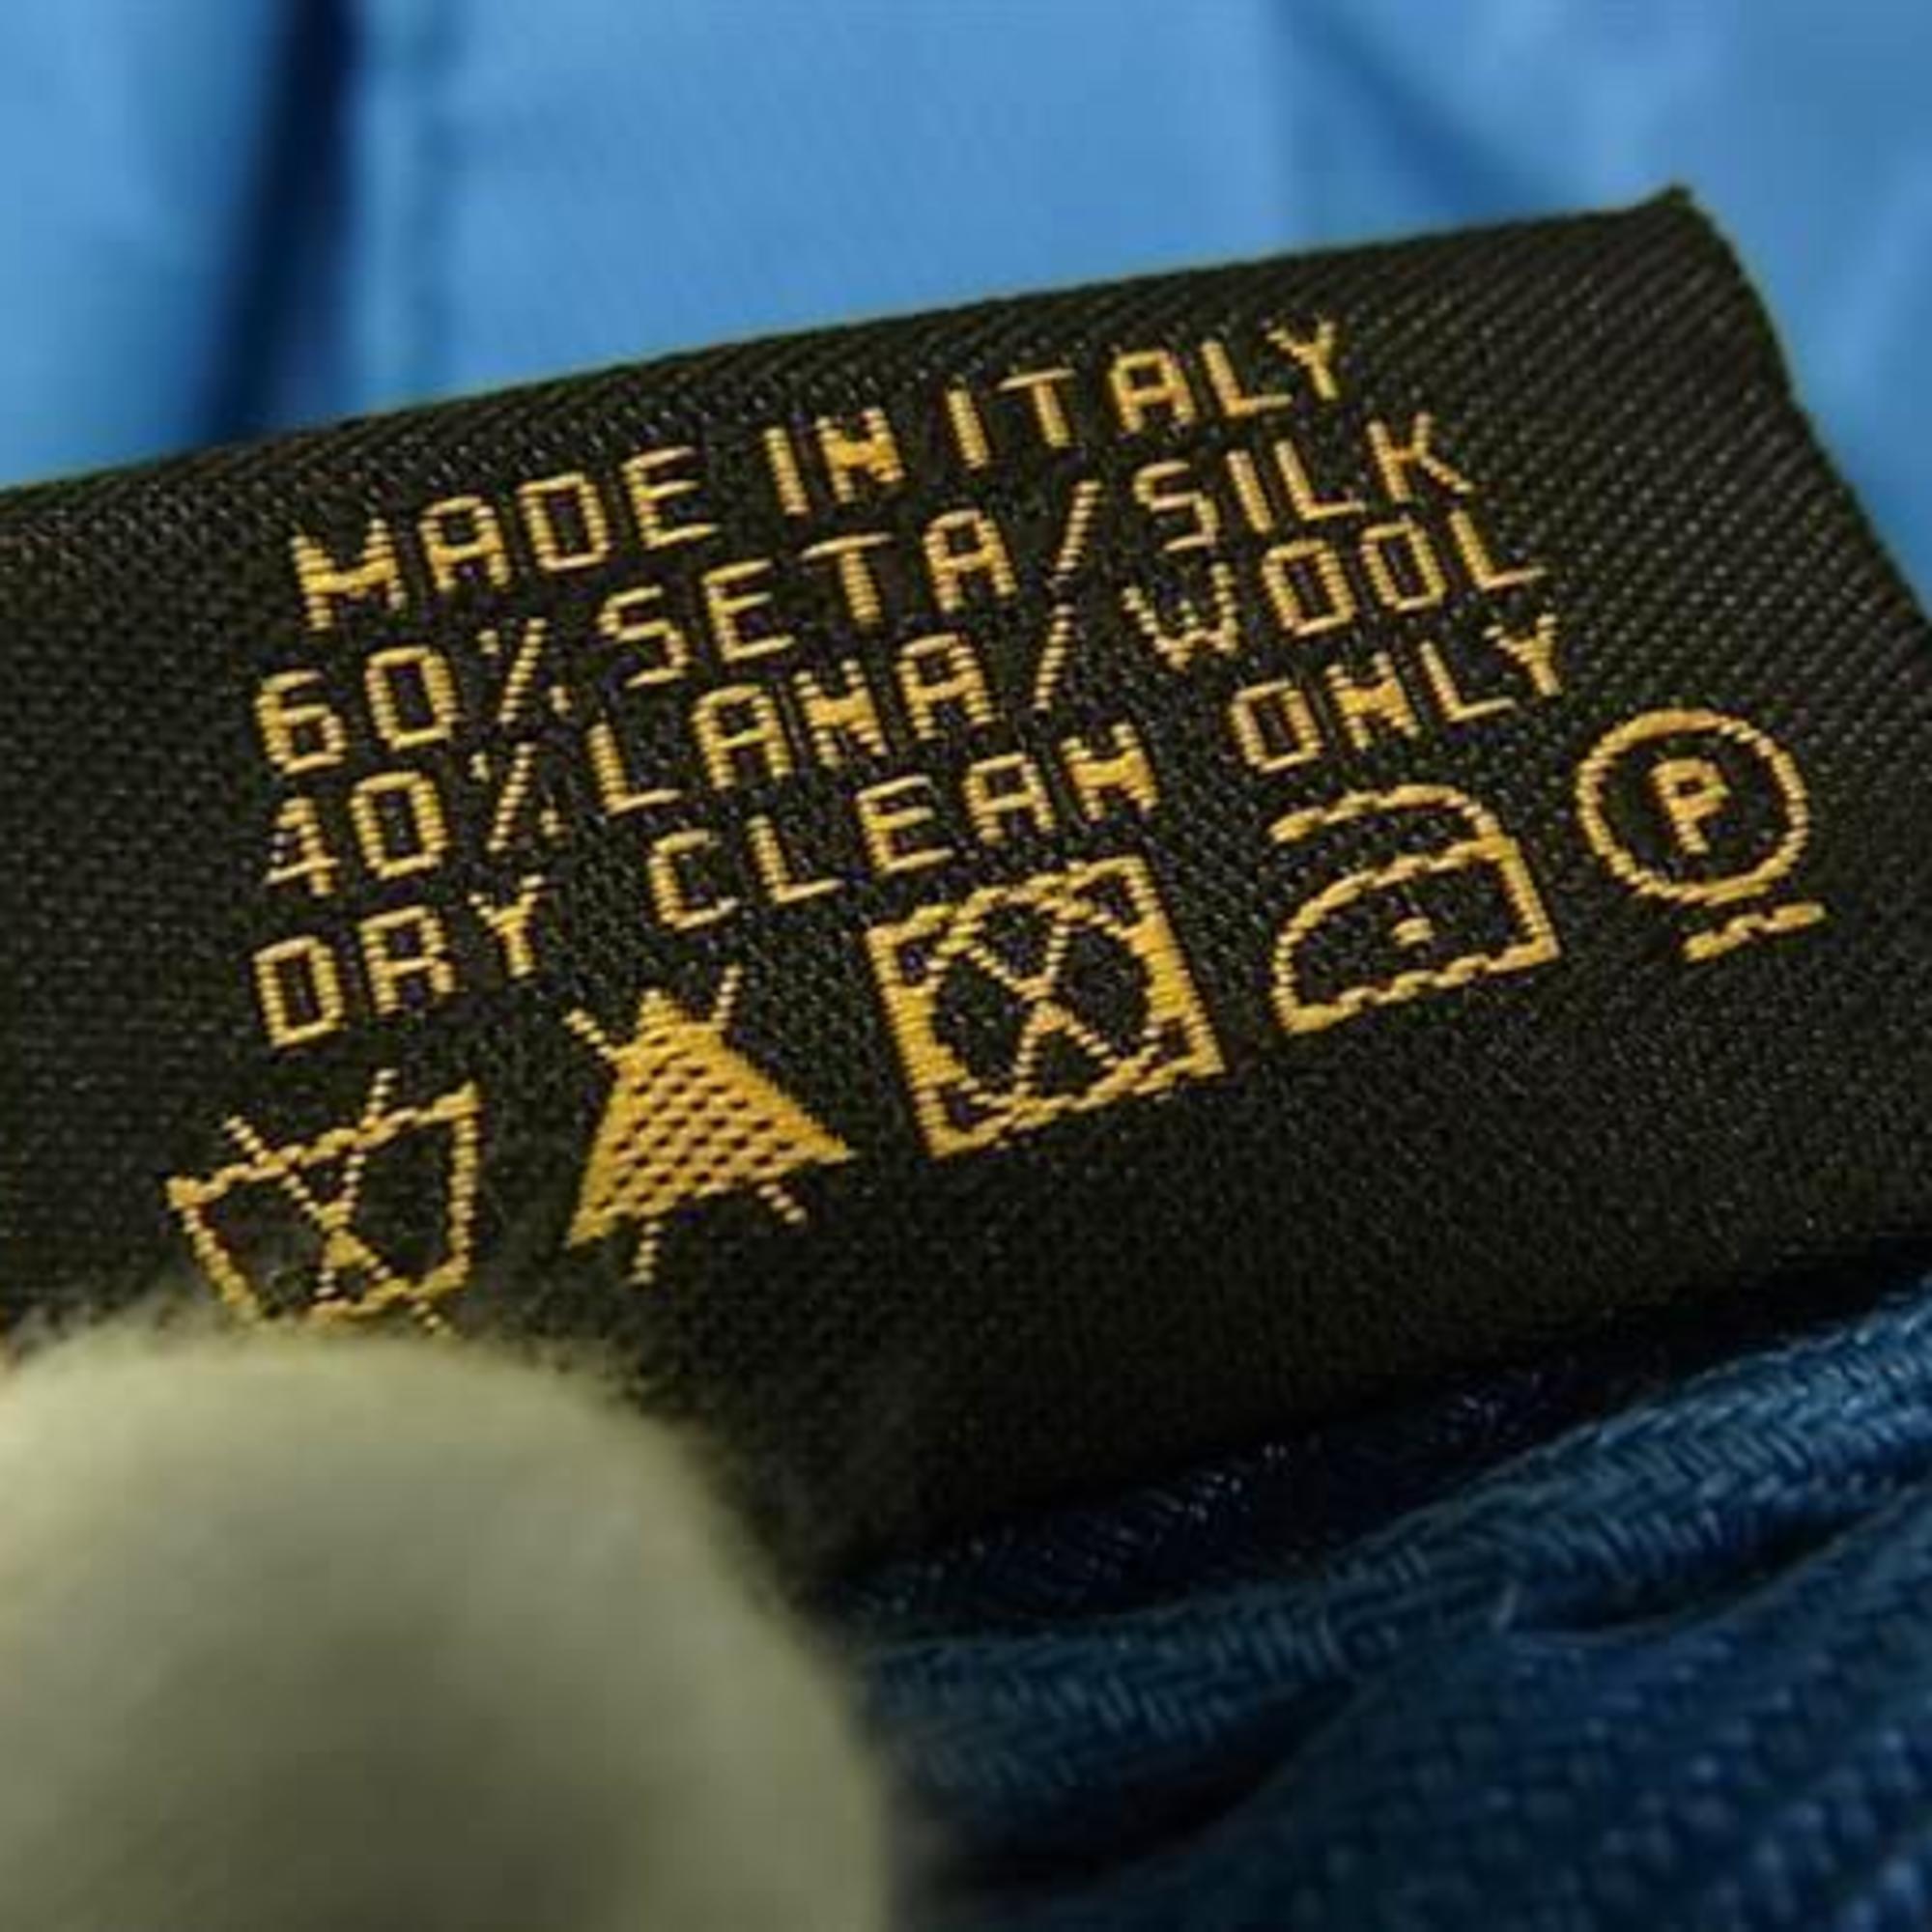 MADE IN ITALY
60% SETA/SILK
40% LANA/WOOL
DRY CLEAN ONLY
P